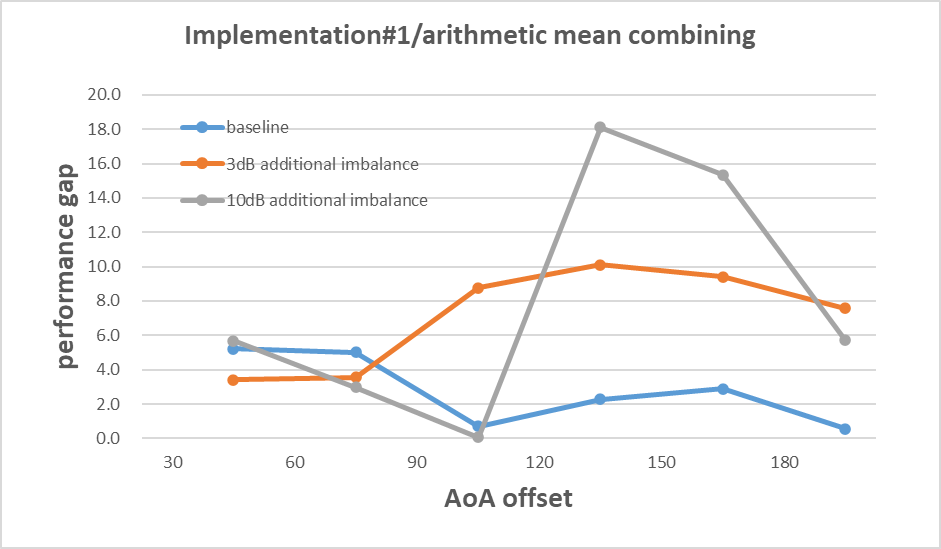 Implementation#1/arithmetic mean combining
performance gap
20.0
18.0
16.0
14.0
12.0
10.0
8.0
6.0
4.0
2.0
0.0
baseline
3dB additional imbalance
10dB additional imbalance
30 60 90 120 150 180
AoA offset